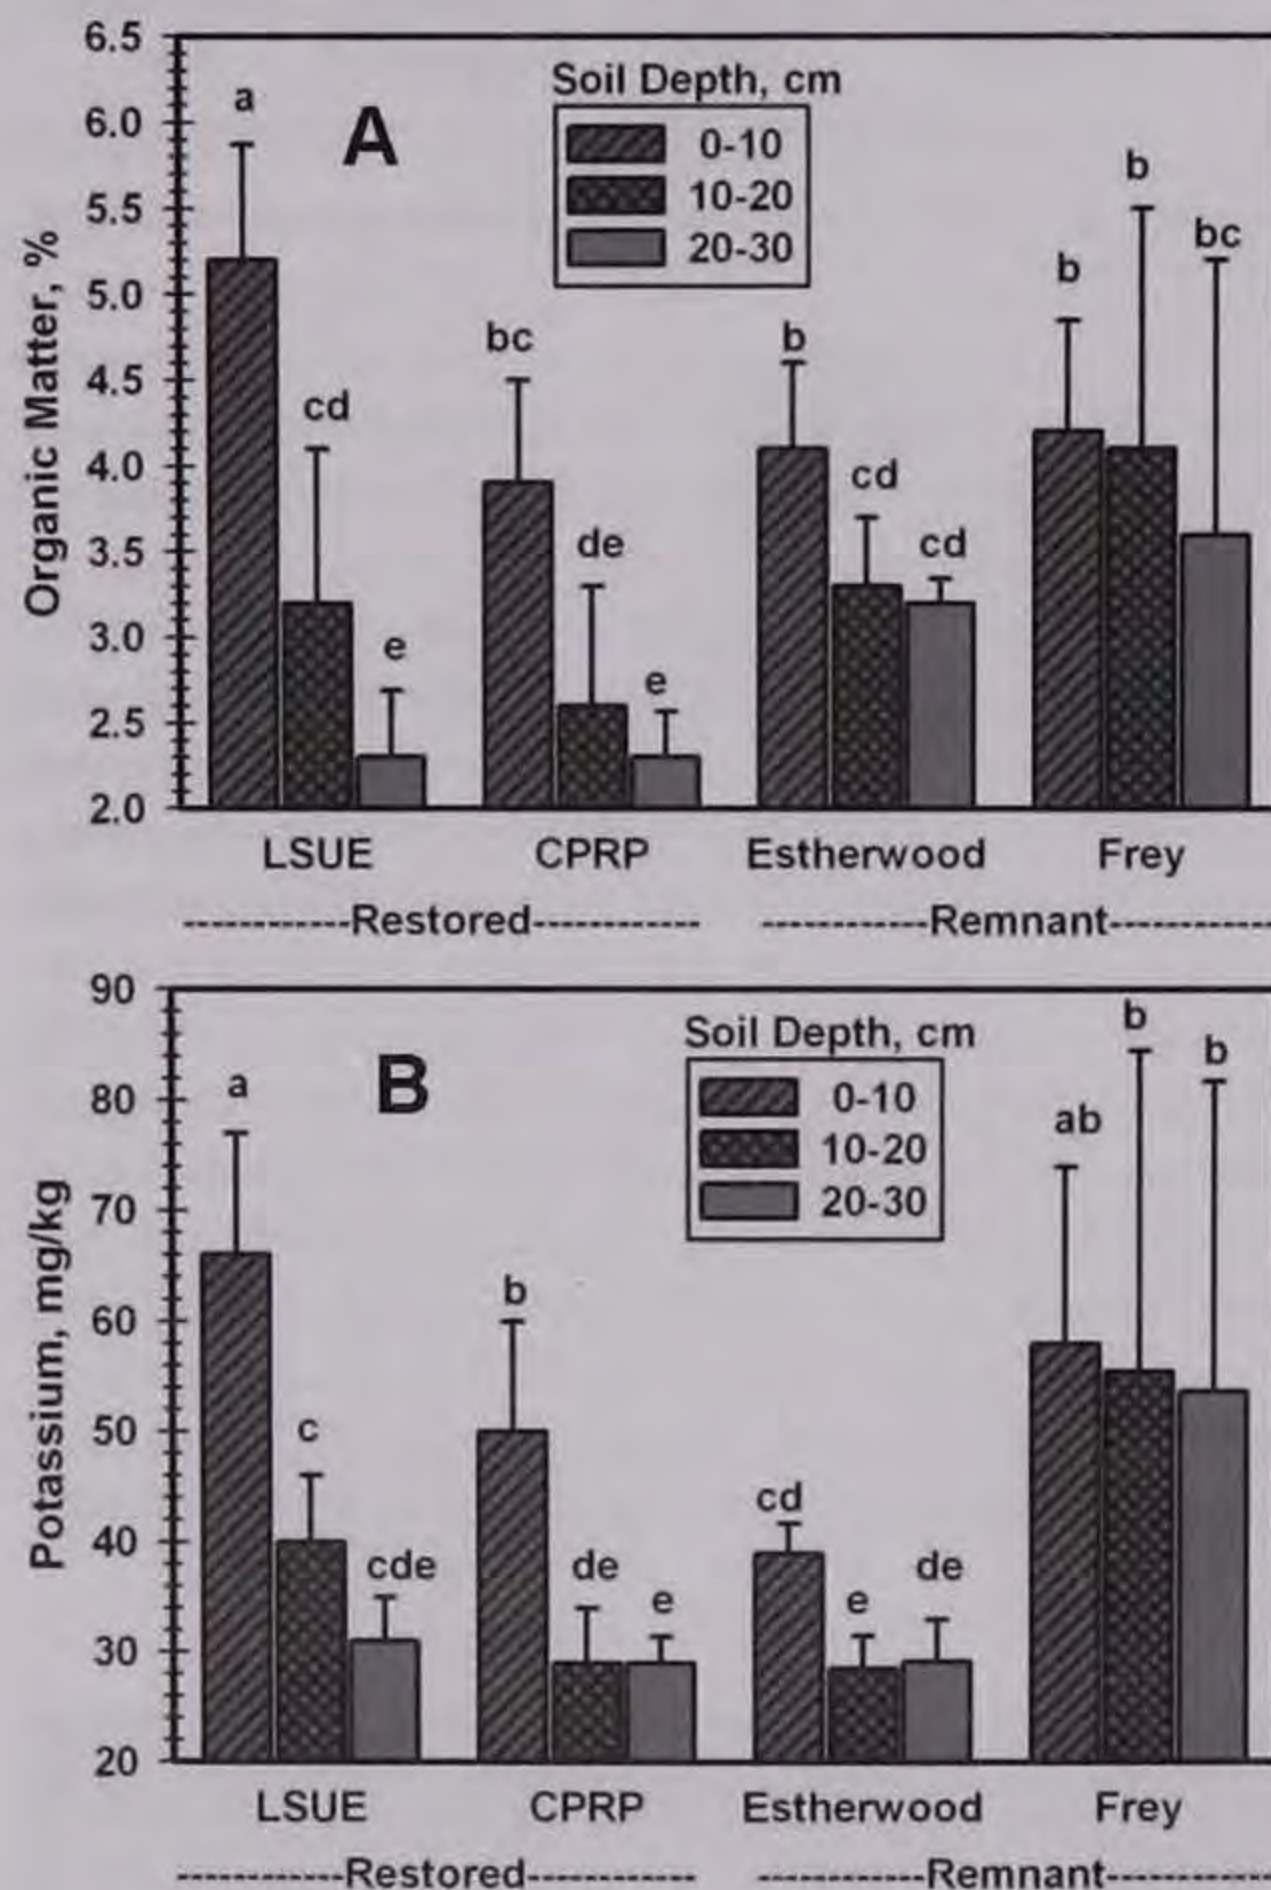 6.5
6.0
5.5
5.0
4.5
4.0
3.5
3.0
2.5
2.0
Organic Matter, %
A
Soil Depth, cm
0-10
10-20
20-30
a
cd
e
bc
de
e
b
cd
cd
b
b
bc
LSUE CPRP Estherwood Frey
----------Restored---------- ----------Remnant----------
90
80
70
60
50
40
30
20
Potassium, mg/kg
B
Soil Depth, cm
0-10
10-20
20-30
a
c
cde
b
de
e
cd
e
de
ab
b
b
LSUE CPRP Estherwood Frey
----------Restored---------- ----------Remnant----------